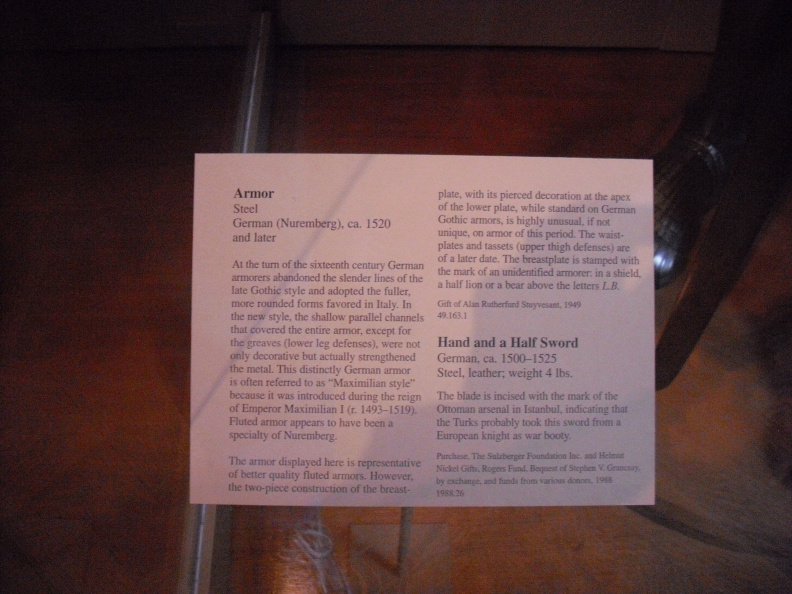 Armor
Steel
German (Nuremberg), ca. 1520
and later
At the turn of the sixteenth century German
armorers abandoned the slender lines of the
late Gothic style and adopted the fuller,
more rounded forms favored in Italy. In
the new style, the shallow parallel channels
that covered the entire armor, except for
the greaves (lower leg defenses), were not
only decorative but actually strengthened
the metal. This distinctly German armor
is often referred to as “Maximilian style”
because it was introduced during the reign
of Emperor Maximilian I (r. 1493–1519).
Fluted armor appears to have been a
specialty of Nuremberg.
The armor displayed here is representative
of better quality fluted armors. However,
the two-piece construction of the breast-
plate, with its pierced decoration at the apex
of the lower plate, while standard on German
Gothic armors, is highly unusual, if not
unique, on armor of this period. The waist-
plates and tassets (upper thigh defenses) are
of a later date. The breastplate is stamped with
the mark of an unidentified armorer: in a shield,
a half lion or a bear above the letters L.B.
Gift of Alan Rutherfurd Stuyvesant, 1949
49.163.1
Hand and a Half Sword
German, ca. 1500–1525
Steel, leather; weight 4 lbs.
The blade is incised with the mark of the
Ottoman arsenal in Istanbul, indicating that
the Turks probably took this sword from a
European knight as war booty.
Purchase, The Sulzberger Foundation Inc. and Helmut
Nickel Gifts, Rogers Fund, Bequest of Stephen V. Grancsay,
by exchange, and funds from various donors, 1988
1988.26